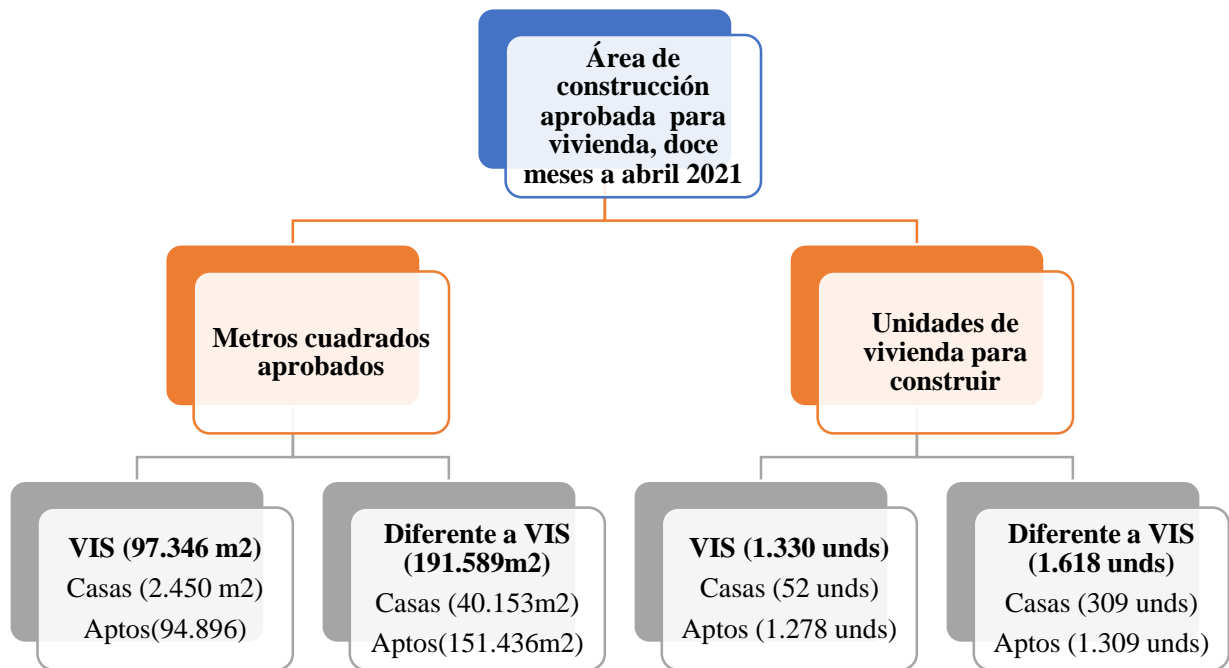 Área de
construcción
aprobada para
vivienda, doce
meses a abril 2021
Metros cuadrados
aprobados
Unidades de
vivienda para
construir
VIS (97.346 m2)
Casas (2.450 m2)
Aptos(94.896)
Diferente a VIS
(191.589m2)
Casas (40.153m2)
Aptos(151.436m2)
VIS (1.330 unds)
Casas (52 unds)
Aptos (1.278 unds)
Diferente a VIS
(1.618 unds)
Casas (309 unds)
Aptos (1.309 unds)